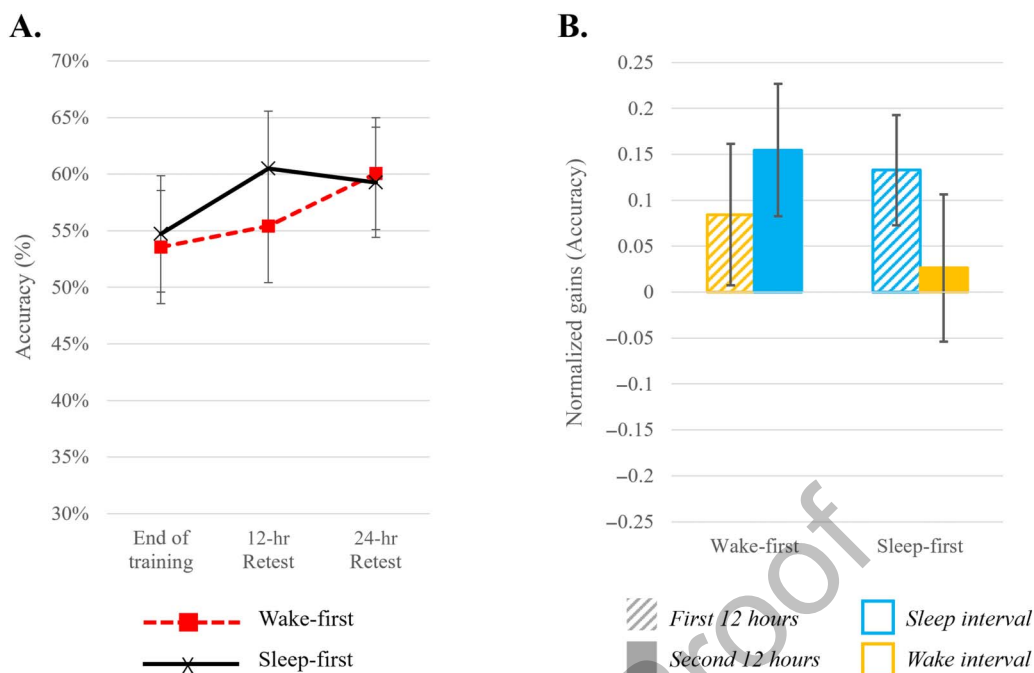 A.
Accuracy (%)
70%
65%
60%
55%
50%
45%
40%
35%
30%
End of
training
12-hr
Retest
24-hr
Retest
Wake-first
Sleep-first
B.
Normalized gains (Accuracy)
0.25
0.2
0.15
0.1
0.05
0
−0.05
−0.1
−0.15
−0.2
−0.25
Wake-first
Sleep-first
First 12 hours
Sleep interval
Second 12 hours
Wake interval
proof